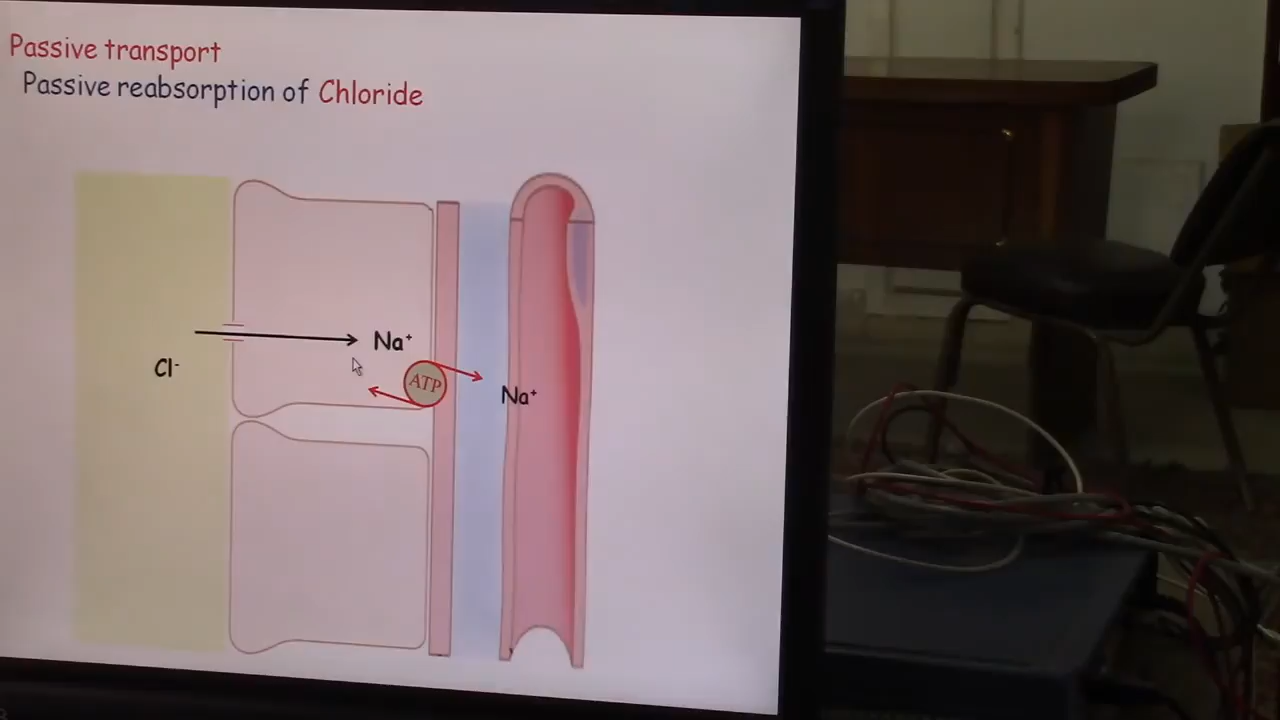 Passive transport
Passive reabsorption of Chloride
Na⁺
Cl⁻
ATP
Na⁺